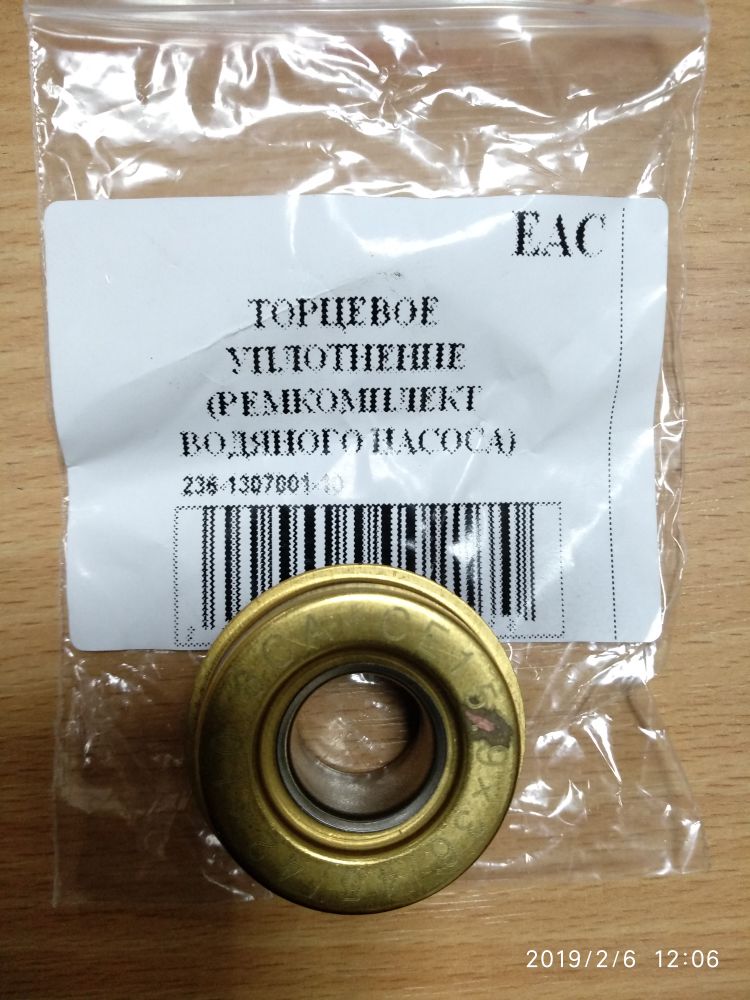 EAC
ТОРЦЕВОЕ
УПЛОТНЕНИЕ
(РЕМКОМПЛЕКТ
ВОДЯНОГО НАСОСА)
236-1307001-10
2019/2/6 12:06